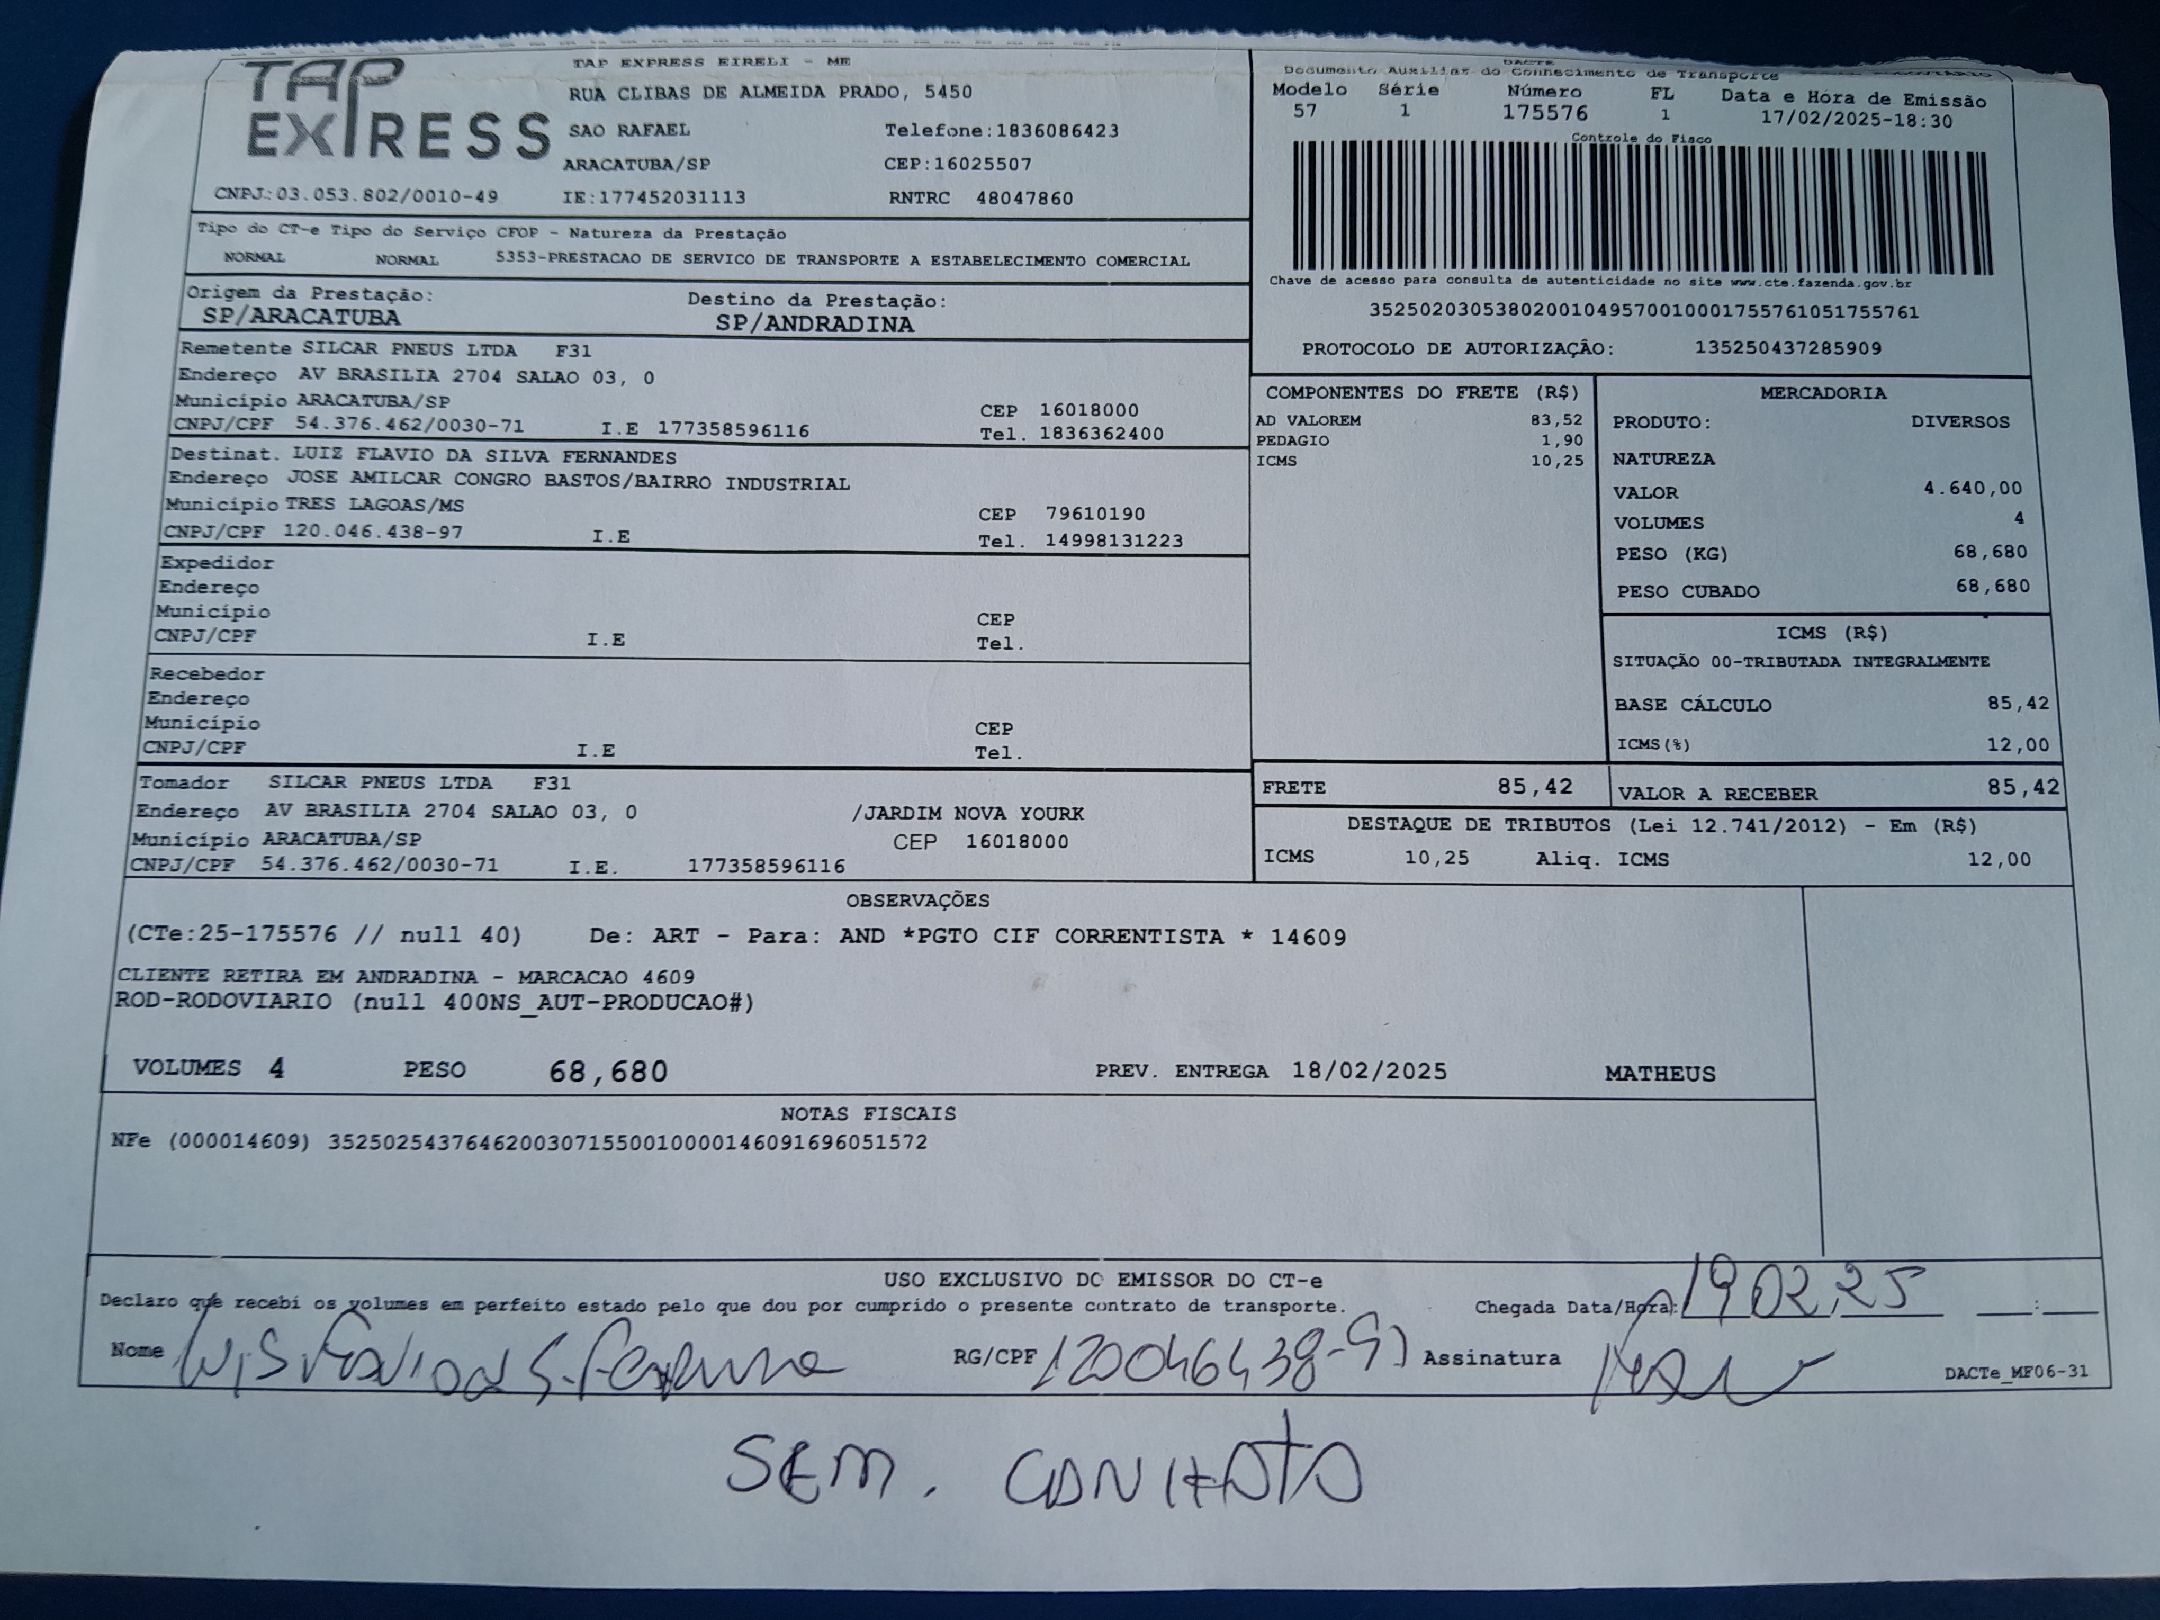 TAP EXPRESS
TAP EXPRESS EIRELI - ME
RUA CLIBAS DE ALMEIDA PRADO, 5450
SAO RAFAEL Telefone:1836086423
ARACATUBA/SP CEP:16025507
CNPJ:03.053.802/0010-49 IE:177452031113 RNTRC 48047860
DACTE
Documento Auxiliar do Conhecimento de Transporte
Modelo Série Número FL Data e Hora de Emissão
57 1 175576 1 17/02/2025-18:30
Controle do Fisco
Chave de acesso para consulta de autenticidade no site www.cte.fazenda.gov.br
35250203053802001049570010001755761051755761
PROTOCOLO DE AUTORIZAÇÃO: 135250437285909
Tipo do CT-e Tipo do Serviço CFOP - Natureza da Prestação
NORMAL NORMAL 5353-PRESTACAO DE SERVICO DE TRANSPORTE A ESTABELECIMENTO COMERCIAL
Origem da Prestação: Destino da Prestação:
SP/ARACATUBA SP/ANDRADINA
Remetente SILCAR PNEUS LTDA F31
Endereço AV BRASILIA 2704 SALAO 03, 0
Município ARACATUBA/SP CEP 16018000
CNPJ/CPF 54.376.462/0030-71 I.E 177358596116 Tel. 1836362400
Destinat. LUIZ FLAVIO DA SILVA FERNANDES
Endereço JOSE AMILCAR CONGRO BASTOS/BAIRRO INDUSTRIAL
Município TRES LAGOAS/MS CEP 79610190
CNPJ/CPF 120.046.438-97 I.E Tel. 14998131223
Expedidor
Endereço
Município CEP
CNPJ/CPF I.E Tel.
Recebedor
Endereço
Município CEP
CNPJ/CPF I.E Tel.
Tomador SILCAR PNEUS LTDA F31
Endereço AV BRASILIA 2704 SALAO 03, 0 /JARDIM NOVA YOURK
Município ARACATUBA/SP CEP 16018000
CNPJ/CPF 54.376.462/0030-71 I.E. 177358596116
COMPONENTES DO FRETE (R$)
AD VALOREM 83,52
PEDAGIO 1,90
ICMS 10,25
MERCADORIA
PRODUTO: DIVERSOS
NATUREZA
VALOR 4.640,00
VOLUMES 4
PESO (KG) 68,680
PESO CUBADO 68,680
ICMS (R$)
SITUAÇÃO 00-TRIBUTADA INTEGRALMENTE
BASE CÁLCULO 85,42
ICMS(%) 12,00
FRETE 85,42 VALOR A RECEBER 85,42
DESTAQUE DE TRIBUTOS (Lei 12.741/2012) - Em (R$)
ICMS 10,25 Aliq. ICMS 12,00
OBSERVAÇÕES
(CTe:25-175576 // null 40) De: ART - Para: AND *PGTO CIF CORRENTISTA * 14609
CLIENTE RETIRA EM ANDRADINA - MARCACAO 4609
ROD-RODOVIARIO (null 400NS_AUT-PRODUCAO#)
VOLUMES 4 PESO 68,680 PREV. ENTREGA 18/02/2025 MATHEUS
NOTAS FISCAIS
NFe (000014609) 35250254376462003071550010000146091696051572
USO EXCLUSIVO DO EMISSOR DO CT-e
Declaro que recebi os volumes em perfeito estado pelo que dou por cumprido o presente contrato de transporte. Chegada Data/Hora: 19 02 25 :
Nome RG/CPF 120046438-97 Assinatura
DACTe_MF06-31
SEM.